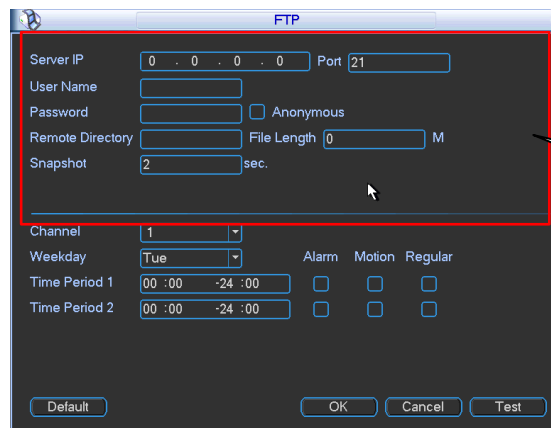 FTP
Server IP 0 . 0 . 0 . 0 Port 21
User Name
Password Anonymous
Remote Directory File Length 0 M
Snapshot 2 sec.
Channel 1
Weekday Tue Alarm Motion Regular
Time Period 1 00 :00 -24 :00
Time Period 2 00 :00 -24 :00
Default OK Cancel Test